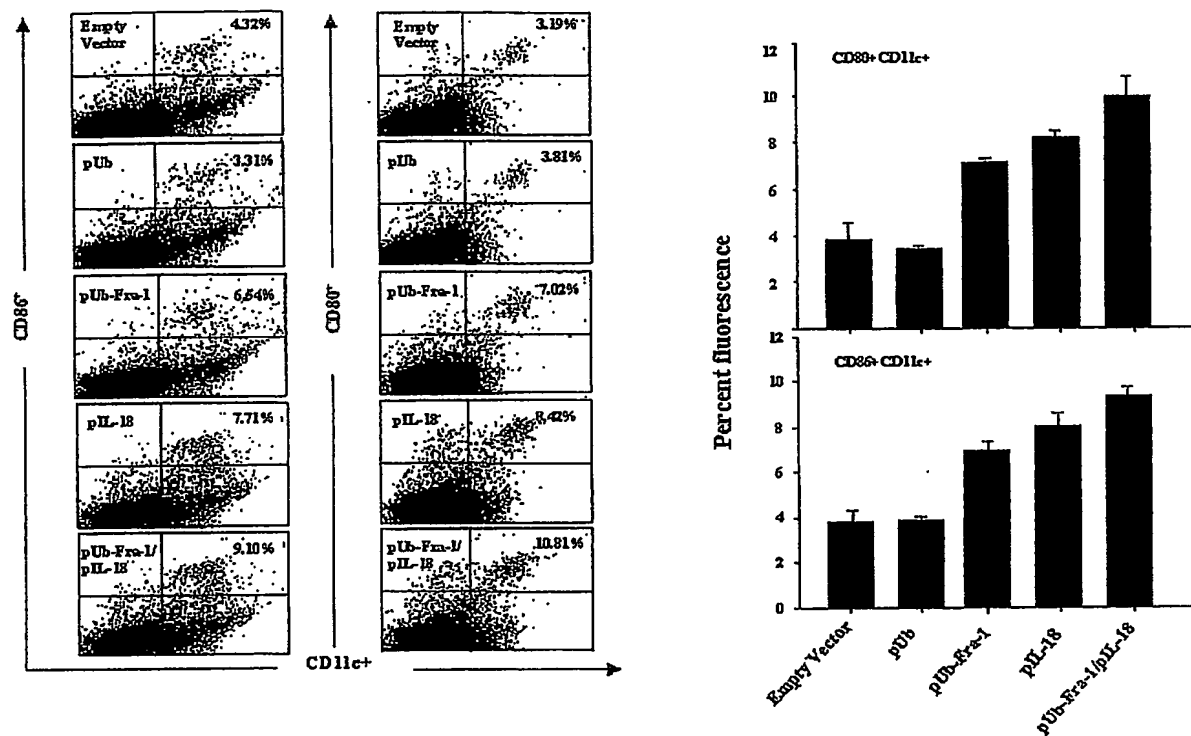 CD86+
Empty
Vector
4.32%
pUb
3.31%
pUb-Fra-1
6.54%
pIL-18
7.71%
pUb-Fra-1/
pIL-18
9.10%
CD80+
Empty
Vector
3.19%
pUb
3.81%
pUb-Fra-1
7.02%
pIL-18
8.42%
pUb-Fra-1/
pIL-18
10.81%
CD11c+
Percent fluorescence
12
10
8
6
4
2
CD80+CD11c+
12
10
8
6
4
2
0
CD86+CD11c+
Empty Vector
pUb
pUb-Fra-1
pIL-18
pUb-Fra-1/pIL-18